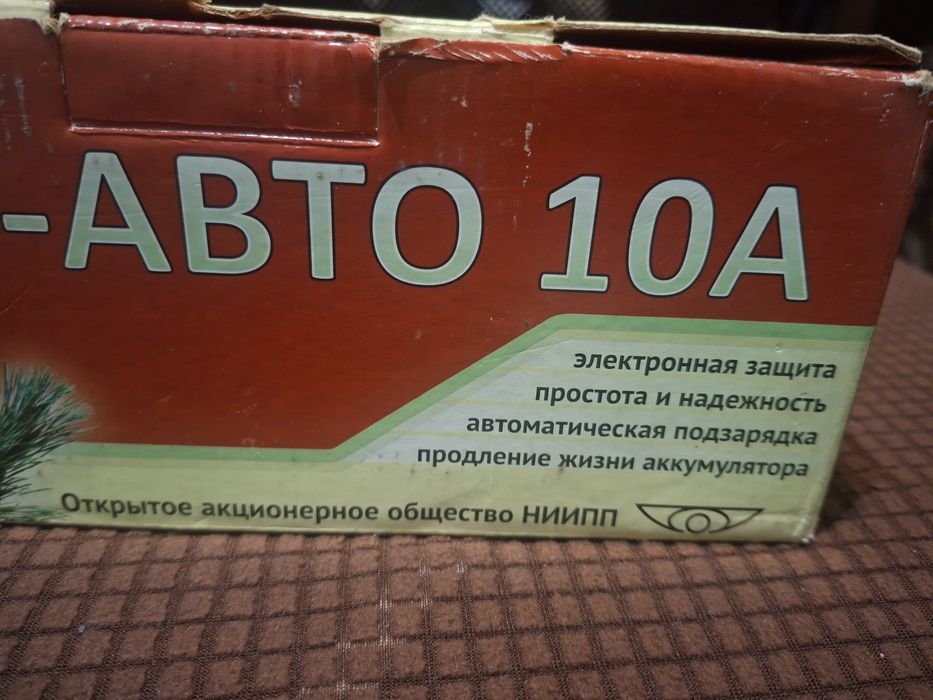 -АВТО 10А
электронная защита
простота и надежность
автоматическая подзарядка
продление жизни аккумулятора
Открытое акционерное общество НИИПП